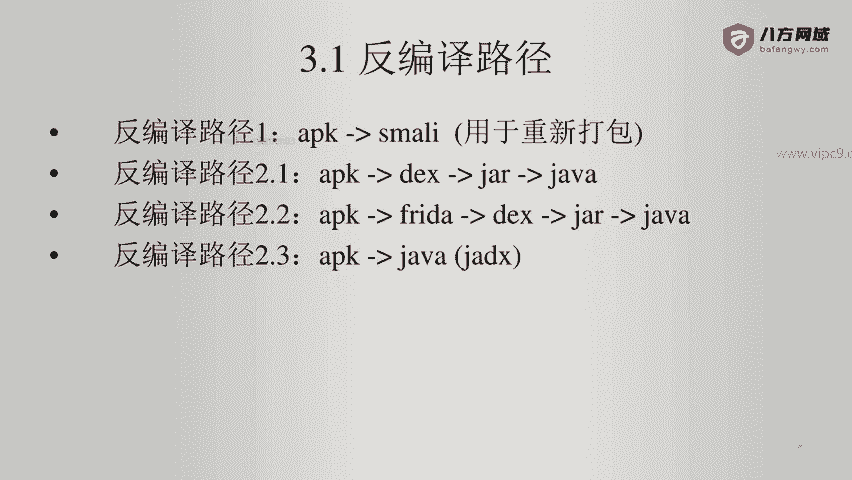 八方网域
bafangwy.com
3.1 反编译路径
• 反编译路径1：apk -> smali (用于重新打包)
• 反编译路径2.1：apk -> dex -> jar -> java
• 反编译路径2.2：apk -> frida -> dex -> jar -> java
• 反编译路径2.3：apk -> java (jadx)
www.vipc9.c